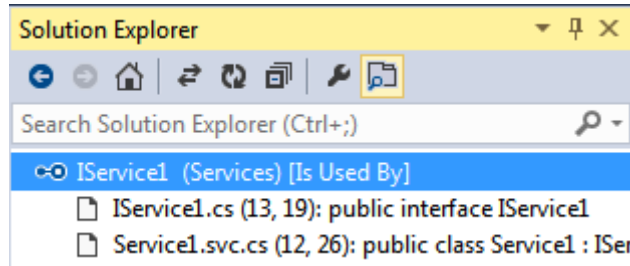 Solution Explorer
Search Solution Explorer (Ctrl+;)
IService1 (Services) [Is Used By]
IService1.cs (13, 19): public interface IService1
Service1.svc.cs (12, 26): public class Service1 : ISer